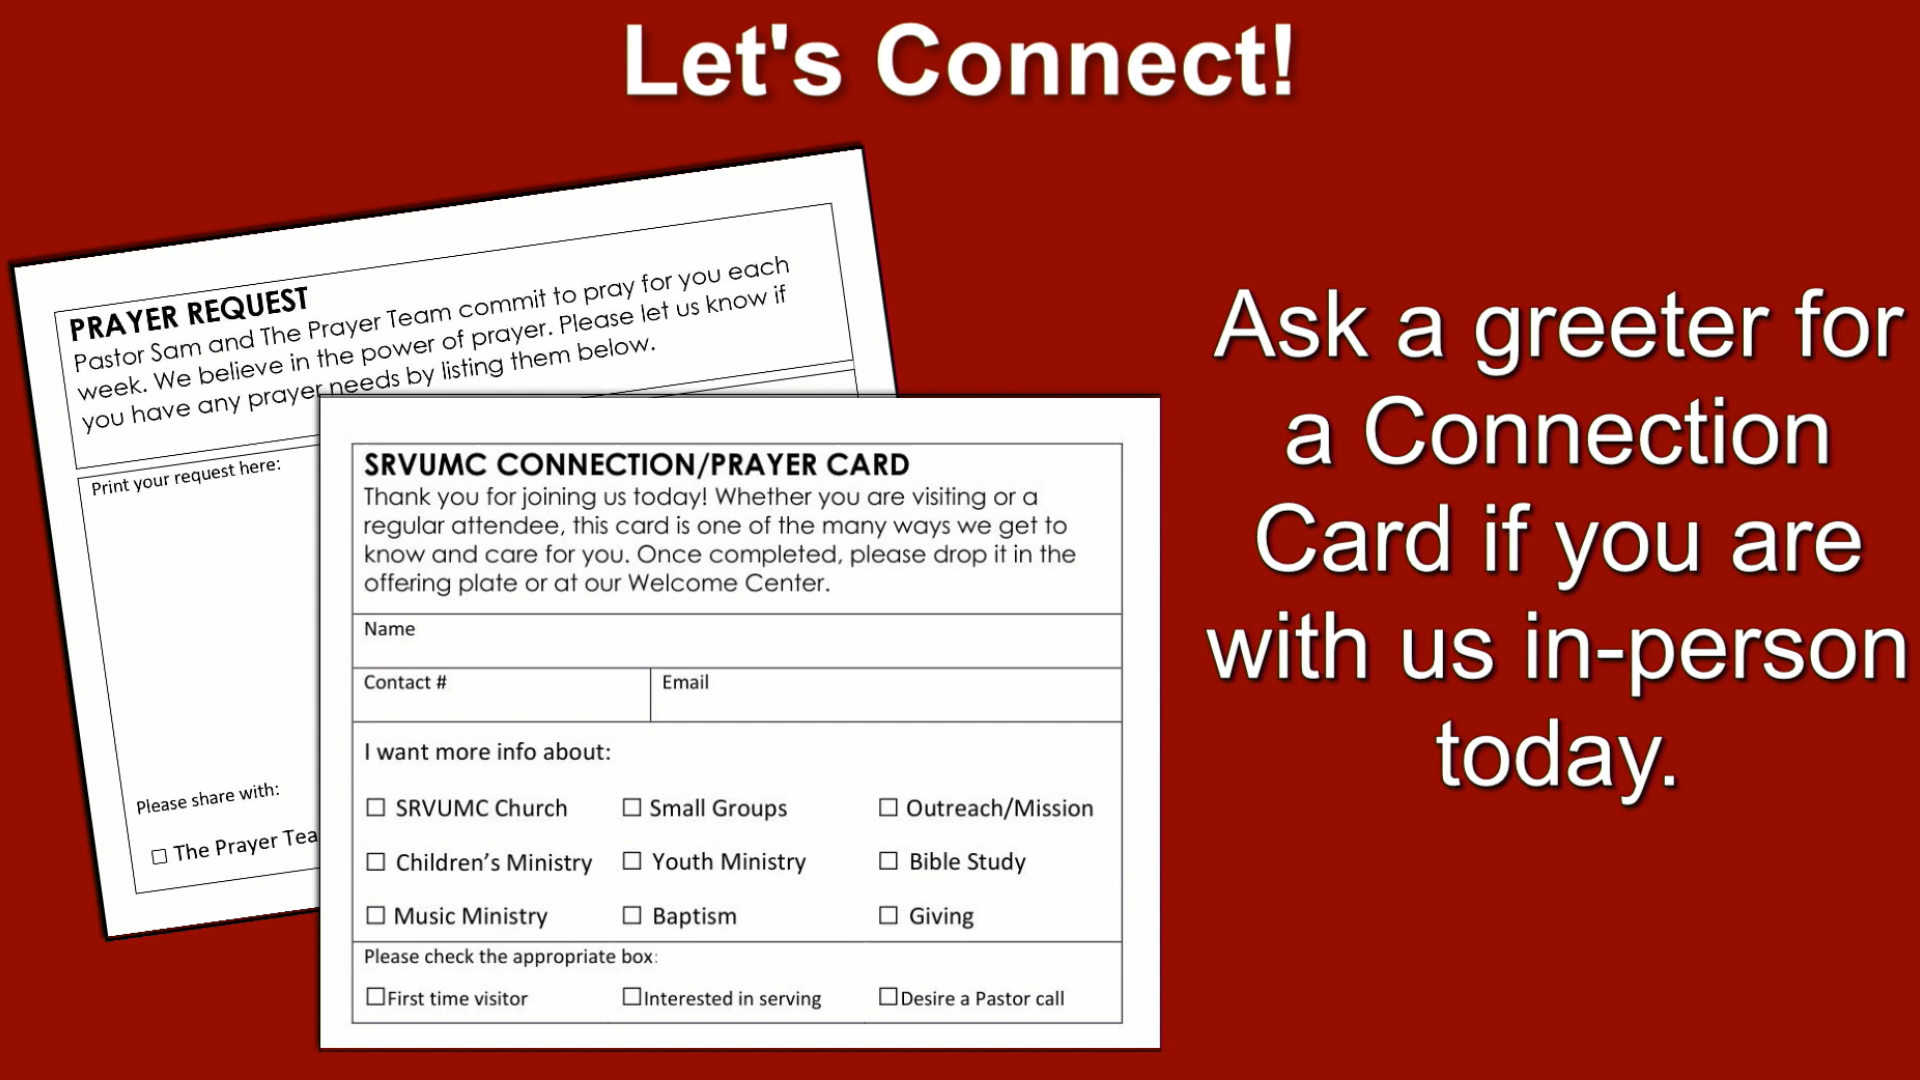 Let's Connect!
PRAYER REQUEST
Pastor Sam and The Prayer Team commit to pray for you each
week. We believe in the power of prayer. Please let us know if
you have any prayer needs by listing them below.
Print your request here:
Please share with:
☐ The Prayer Tea
SRVUMC CONNECTION/PRAYER CARD
Thank you for joining us today! Whether you are visiting or a
regular attendee, this card is one of the many ways we get to
know and care for you. Once completed, please drop it in the
offering plate or at our Welcome Center.
Name
Contact # Email
I want more info about:
☐ SRVUMC Church ☐ Small Groups ☐ Outreach/Mission
☐ Children's Ministry ☐ Youth Ministry ☐ Bible Study
☐ Music Ministry ☐ Baptism ☐ Giving
Please check the appropriate box:
☐First time visitor ☐Interested in serving ☐Desire a Pastor call
Ask a greeter for
a Connection
Card if you are
with us in-person
today.